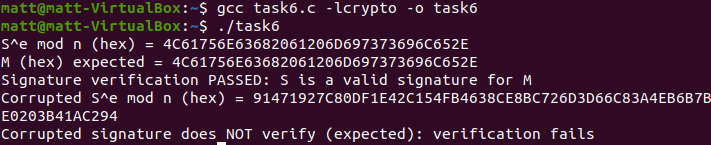 matt@matt-VirtualBox:~$ gcc task6.c -lcrypto -o task6
matt@matt-VirtualBox:~$ ./task6
S^e mod n (hex) = 4C61756E63682061206D697373696C652E
M (hex) expected = 4C61756E63682061206D697373696C652E
Signature verification PASSED: S is a valid signature for M
Corrupted S^e mod n (hex) = 91471927C80DF1E42C154FB4638CE8BC726D3D66C83A4EB6B7B
E0203B41AC294
Corrupted signature does NOT verify (expected): verification fails